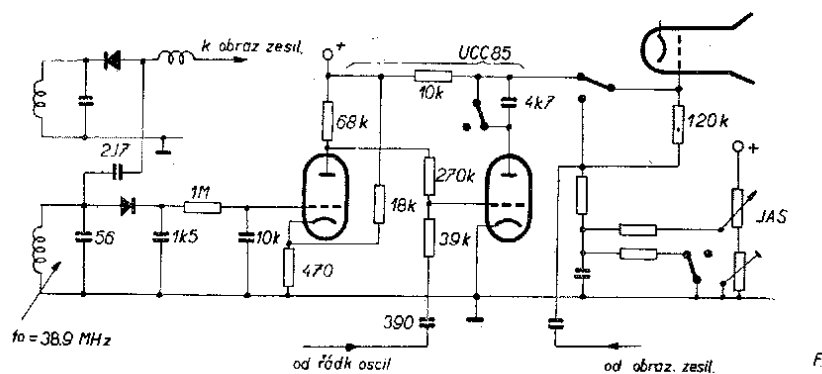 k obraz zesil.
UCC85
+
10k
4k7
68k
120k
2J7
+
270k
1M
18k
JAS
56
1k5
10k
39k
470
390
fo = 38.9 MHz
od řádk oscil
od obraz. zesil.
F